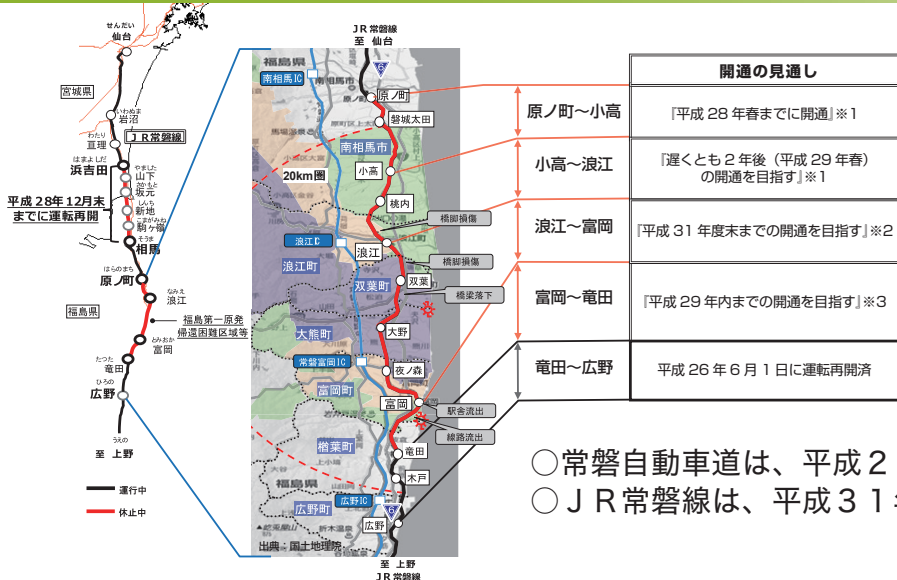 せんだい
仙台
宮城県
いわぬま
岩沼
JR常磐線
わたり
亘理
はまよしだ
浜吉田
やました
山下
さかもと
坂元
平成 28年 12月末
までに運転再開
しんち
新地
こまがみね
駒ヶ嶺
そうま
相馬
はらのまち
原ノ町
なみえ
浪江
福島県
福島第一原発
帰還困難区域等
とみおか
富岡
たつた
竜田
ひろの
広野
うえの
至 上野
運行中
休止中
JR常磐線
至 仙台
福島県
南相馬IC
南相馬市
6
原ノ町
原ノ町
磐城太田
南相馬市
20km圏
小高
桃内
橋脚損傷
浪江IC
浪江
浪江町
橋脚損傷
双葉町
双葉
橋梁落下
大熊町
大野
常磐富岡IC
夜ノ森
富岡町
富岡
駅舎流出
線路流出
楢葉町
竜田
木戸
福島県
広野IC
広野町
6
広野
出典：国土地理院
至 上野
JR常磐線
開通の見通し
原ノ町～小高
『平成 28 年春までに開通』※1
小高～浪江
『遅くとも 2 年後（平成 29 年春）
の開通を目指す』※1
浪江～富岡
『平成 31 年度末までの開通を目指す』※2
富岡～竜田
『平成 29 年内までの開通を目指す』※3
竜田～広野
平成 26 年 6 月 1 日に運転再開済
○常磐自動車道は、平成２
○ＪＲ常磐線は、平成３１年